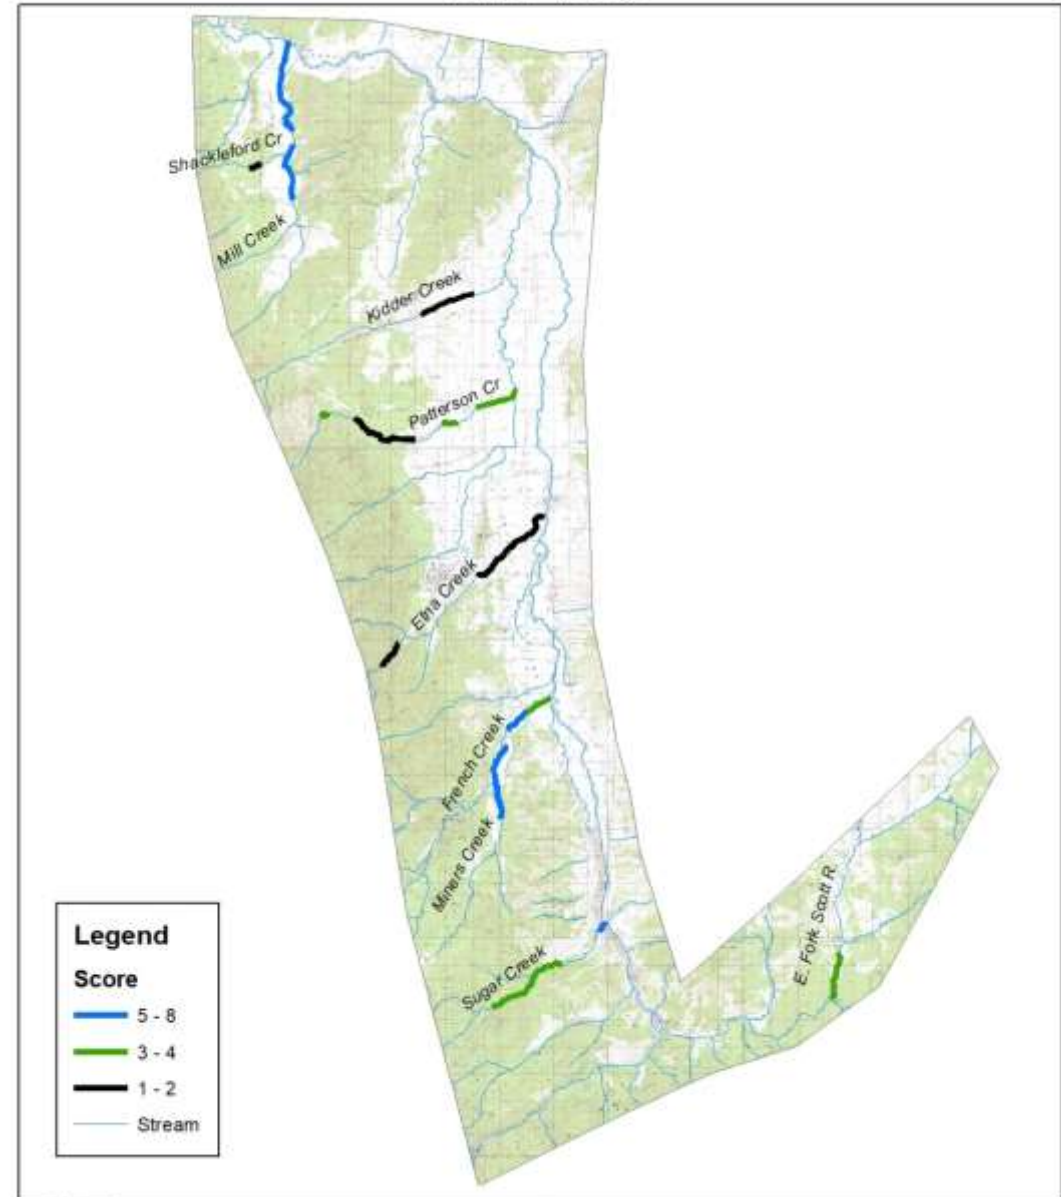 Shackleford Cr
Mill Creek
Kidder Creek
Patterson Cr
Etna Creek
French Creek
Miners Creek
Sugar Creek
E. Fork Scott R.
Legend
Score
5 - 8
3 - 4
1 - 2
Stream